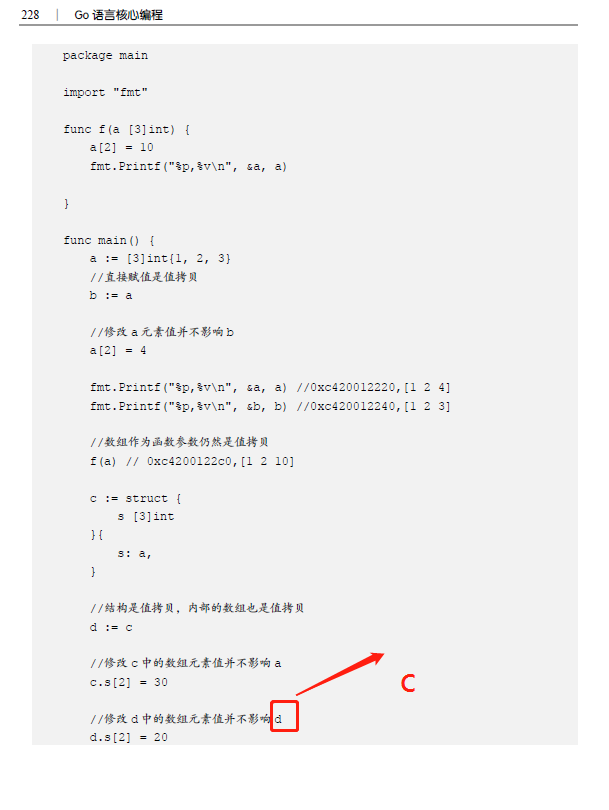 228 | Go 语言核心编程
package main
import "fmt"
func f(a [3]int) {
a[2] = 10
fmt.Printf("%p,%v\n", &a, a)
}
func main() {
a := [3]int{1, 2, 3}
//直接赋值是值拷贝
b := a
//修改 a 元素值并不影响 b
a[2] = 4
fmt.Printf("%p,%v\n", &a, a) //0xc420012220,[1 2 4]
fmt.Printf("%p,%v\n", &b, b) //0xc420012240,[1 2 3]
//数组作为函数参数仍然是值拷贝
f(a) // 0xc4200122c0,[1 2 10]
c := struct {
s [3]int
}{
s: a,
}
//结构是值拷贝，内部的数组也是值拷贝
d := c
//修改 c 中的数组元素值并不影响 a
c.s[2] = 30
C
//修改 d 中的数组元素值并不影响 d
d.s[2] = 20